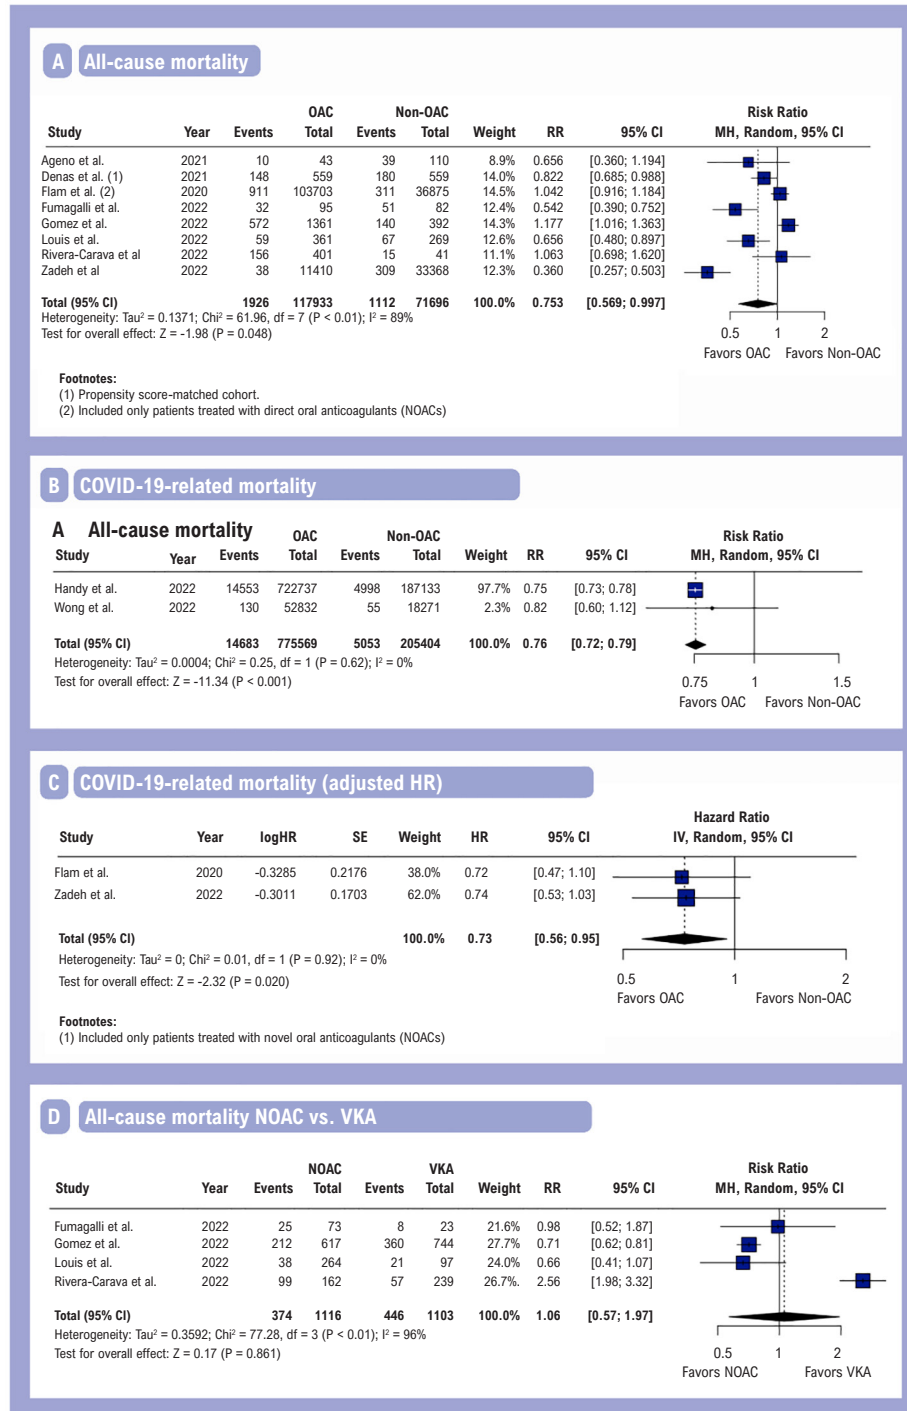 A All-cause mortality
OAC Non-OAC Risk Ratio
Study Year Events Total Events Total Weight RR 95% CI MH, Random, 95% CI
Ageno et al. 2021 10 43 39 110 8.9% 0.656 [0.360; 1.194]
Denas et al. (1) 2021 148 559 180 559 14.0% 0.822 [0.685; 0.988]
Flam et al. (2) 2020 911 103703 311 36875 14.5% 1.042 [0.916; 1.184]
Fumagalli et al. 2022 32 95 51 82 12.4% 0.542 [0.390; 0.752]
Gomez et al. 2022 572 1361 140 392 14.3% 1.177 [1.016; 1.363]
Louis et al. 2022 59 361 67 269 12.6% 0.656 [0.480; 0.897]
Rivera-Carava et al 2022 156 401 15 41 11.1% 1.063 [0.698; 1.620]
Zadeh et al 2022 38 11410 309 33368 12.3% 0.360 [0.257; 0.503]
Total (95% CI) 1926 117933 1112 71696 100.0% 0.753 [0.569; 0.997]
Heterogeneity: Tau² = 0.1371; Chi² = 61.96, df = 7 (P < 0.01); I² = 89%
Test for overall effect: Z = -1.98 (P = 0.048)
0.5 1 2
Favors OAC Favors Non-OAC
Footnotes:
(1) Propensity score-matched cohort.
(2) Included only patients treated with direct oral anticoagulants (NOACs)
B COVID-19-related mortality
A All-cause mortality
OAC Non-OAC Risk Ratio
Study Year Events Total Events Total Weight RR 95% CI MH, Random, 95% CI
Handy et al. 2022 14553 722737 4998 187133 97.7% 0.75 [0.73; 0.78]
Wong et al. 2022 130 52832 55 18271 2.3% 0.82 [0.60; 1.12]
Total (95% CI) 14683 775569 5053 205404 100.0% 0.76 [0.72; 0.79]
Heterogeneity: Tau² = 0.0004; Chi² = 0.25, df = 1 (P = 0.62); I² = 0%
Test for overall effect: Z = -11.34 (P < 0.001)
0.75 1 1.5
Favors OAC Favors Non-OAC
C COVID-19-related mortality (adjusted HR)
Hazard Ratio
Study Year logHR SE Weight HR 95% CI IV, Random, 95% CI
Flam et al. 2020 -0.3285 0.2176 38.0% 0.72 [0.47; 1.10]
Zadeh et al. 2022 -0.3011 0.1703 62.0% 0.74 [0.53; 1.03]
Total (95% CI) 100.0% 0.73 [0.56; 0.95]
Heterogeneity: Tau² = 0; Chi² = 0.01, df = 1 (P = 0.92); I² = 0%
Test for overall effect: Z = -2.32 (P = 0.020)
0.5 1 2
Favors OAC Favors Non-OAC
Footnotes:
(1) Included only patients treated with novel oral anticoagulants (NOACs)
D All-cause mortality NOAC vs. VKA
NOAC VKA Risk Ratio
Study Year Events Total Events Total Weight RR 95% CI MH, Random, 95% CI
Fumagalli et al. 2022 25 73 8 23 21.6% 0.98 [0.52; 1.87]
Gomez et al. 2022 212 617 360 744 27.7% 0.71 [0.62; 0.81]
Louis et al. 2022 38 264 21 97 24.0% 0.66 [0.41; 1.07]
Rivera-Carava et al. 2022 99 162 57 239 26.7%. 2.56 [1.98; 3.32]
Total (95% CI) 374 1116 446 1103 100.0% 1.06 [0.57; 1.97]
Heterogeneity: Tau² = 0.3592; Chi² = 77.28, df = 3 (P < 0.01); I² = 96%
Test for overall effect: Z = 0.17 (P = 0.861)
0.5 1 2
Favors NOAC Favors VKA